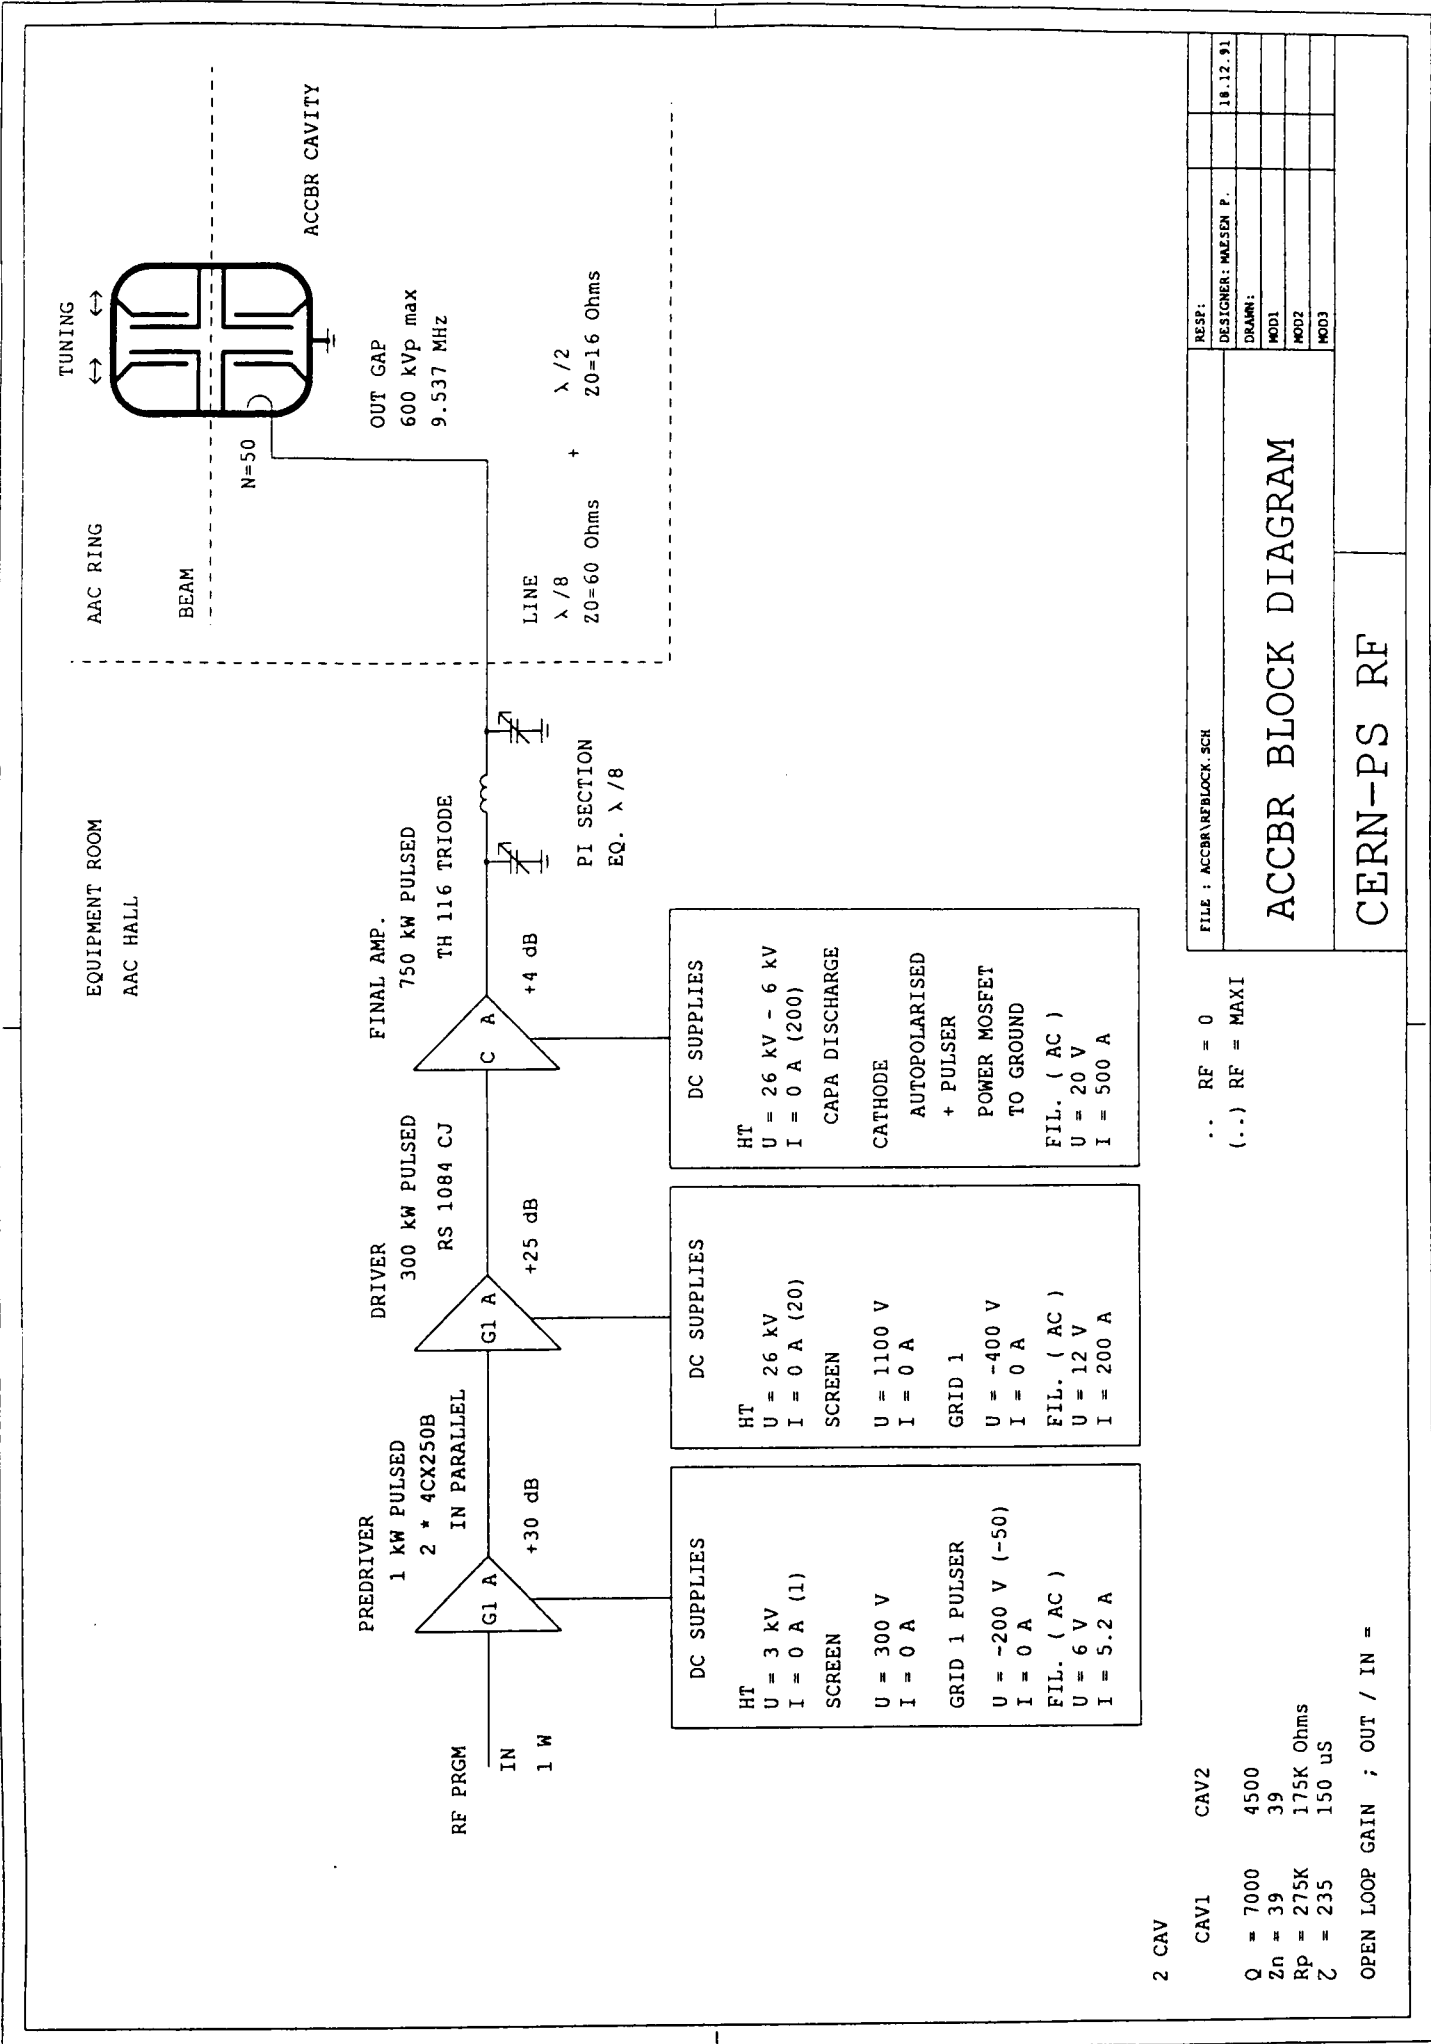 EQUIPMENT ROOM
AAC HALL
AAC RING
BEAM
TUNING
ACCBR CAVITY
N=50
OUT GAP
600 kVp max
9.537 MHz
RF PRGM
IN
1 W
PREDRIVER
1 kW PULSED
2 * 4CX250B
IN PARALLEL
G1 A
+30 dB
DRIVER
300 kW PULSED
RS 1084 CJ
G1 A
+25 dB
FINAL AMP.
750 kW PULSED
TH 116 TRIODE
C A
+4 dB
PI SECTION
EQ. λ/8
LINE
λ/8 + λ/2
Z0=60 Ohms Z0=16 Ohms
DC SUPPLIES
HT
U = 3 kV
I = 0 A (1)
SCREEN
U = 300 V
I = 0 A
GRID 1 PULSER
U = -200 V (-50)
I = 0 A
FIL. ( AC )
U = 6 V
I = 5.2 A
DC SUPPLIES
HT
U = 26 kV
I = 0 A (20)
SCREEN
U = 1100 V
I = 0 A
GRID 1
U = -400 V
I = 0 A
FIL. ( AC )
U = 12 V
I = 200 A
DC SUPPLIES
HT
U = 26 kV - 6 kV
I = 0 A (200)
CAPA DISCHARGE
CATHODE
AUTOPOLARISED
+ PULSER
POWER MOSFET
TO GROUND
FIL. ( AC )
U = 20 V
I = 500 A
2 CAV
CAV1 CAV2
Q = 7000 4500
Zn = 39 39
Rp = 275K 175K Ohms
Ʈ = 235 150 uS
OPEN LOOP GAIN ; OUT / IN =
.. RF = 0
(..) RF = MAXI
FILE : ACCBR\RFBLOCK.SCH
ACCBR BLOCK DIAGRAM
CERN-PS RF
RESP:
DESIGNER: MAESEN P. 18.12.91
DRAWN:
MOD1
MOD2
MOD3